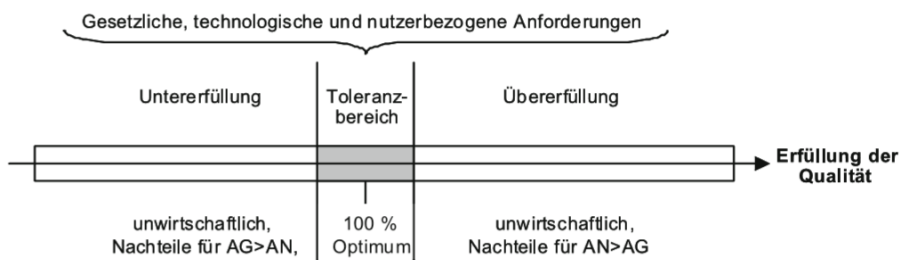 Gesetzliche, technologische und nutzerbezogene Anforderungen
Untererfüllung
Toleranz-
bereich
Übererfüllung
Erfüllung der
Qualität
unwirtschaftlich,
Nachteile für AG>AN,
100 %
Optimum
unwirtschaftlich,
Nachteile für AN>AG